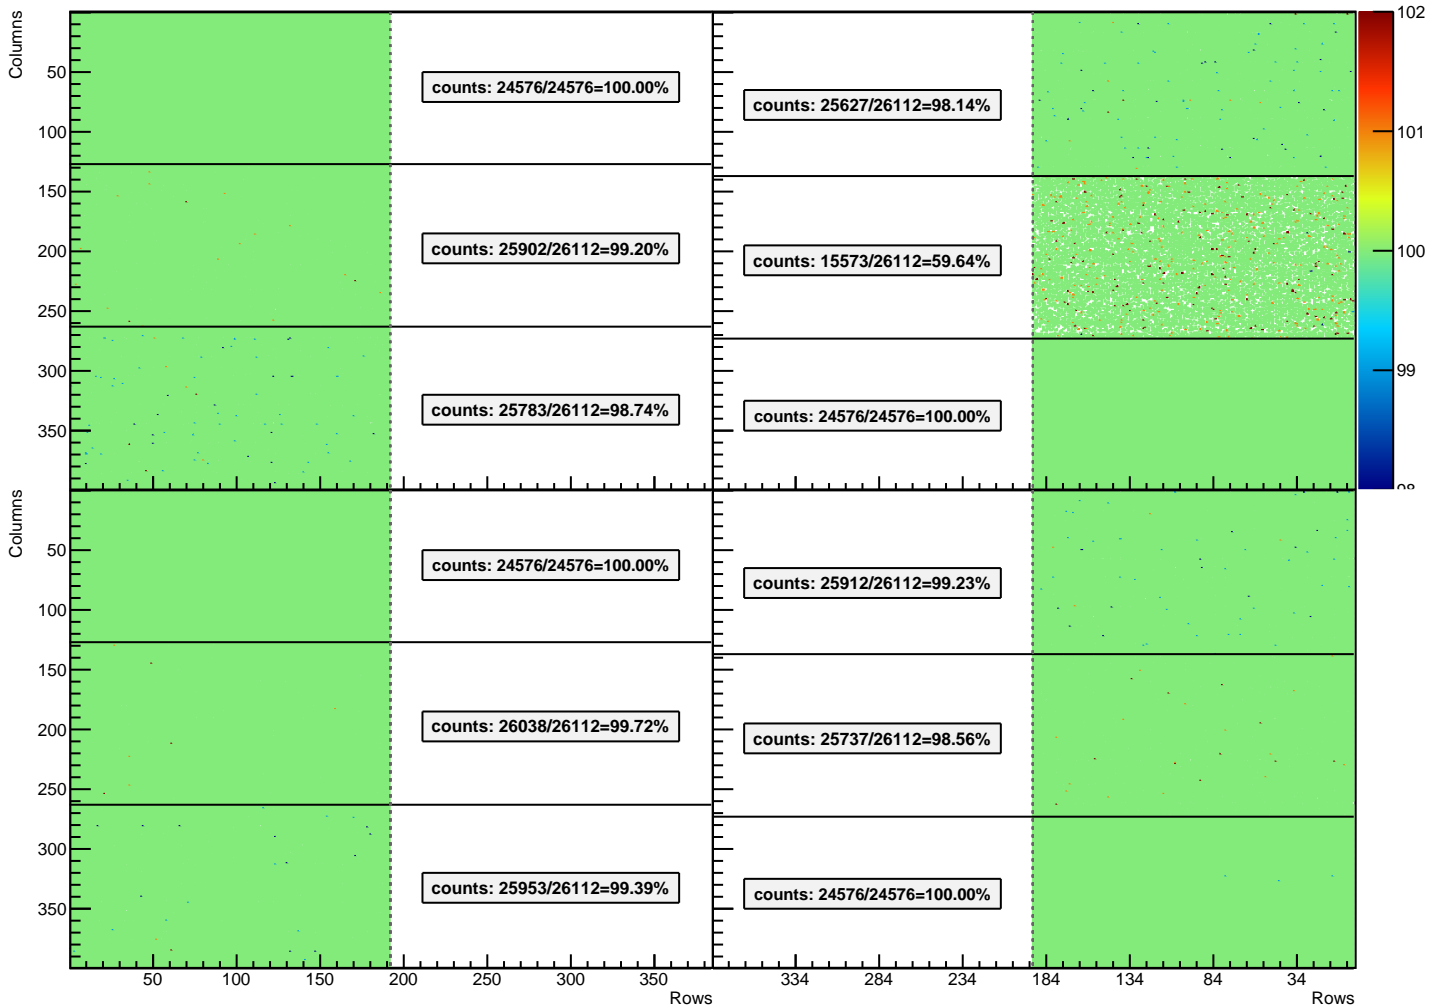 Columns
50
100
150
200
250
300
350
counts: 24576/24576=100.00%
counts: 25902/26112=99.20%
counts: 25783/26112=98.74%
counts: 25627/26112=98.14%
counts: 15573/26112=59.64%
counts: 24576/24576=100.00%
102
101
100
99
98
Columns
50
100
150
200
250
300
350
counts: 24576/24576=100.00%
counts: 26038/26112=99.72%
counts: 25953/26112=99.39%
counts: 25912/26112=99.23%
counts: 25737/26112=98.56%
counts: 24576/24576=100.00%
50 100 150 200 250 300 350
Rows
334 284 234 184 134 84 34
Rows